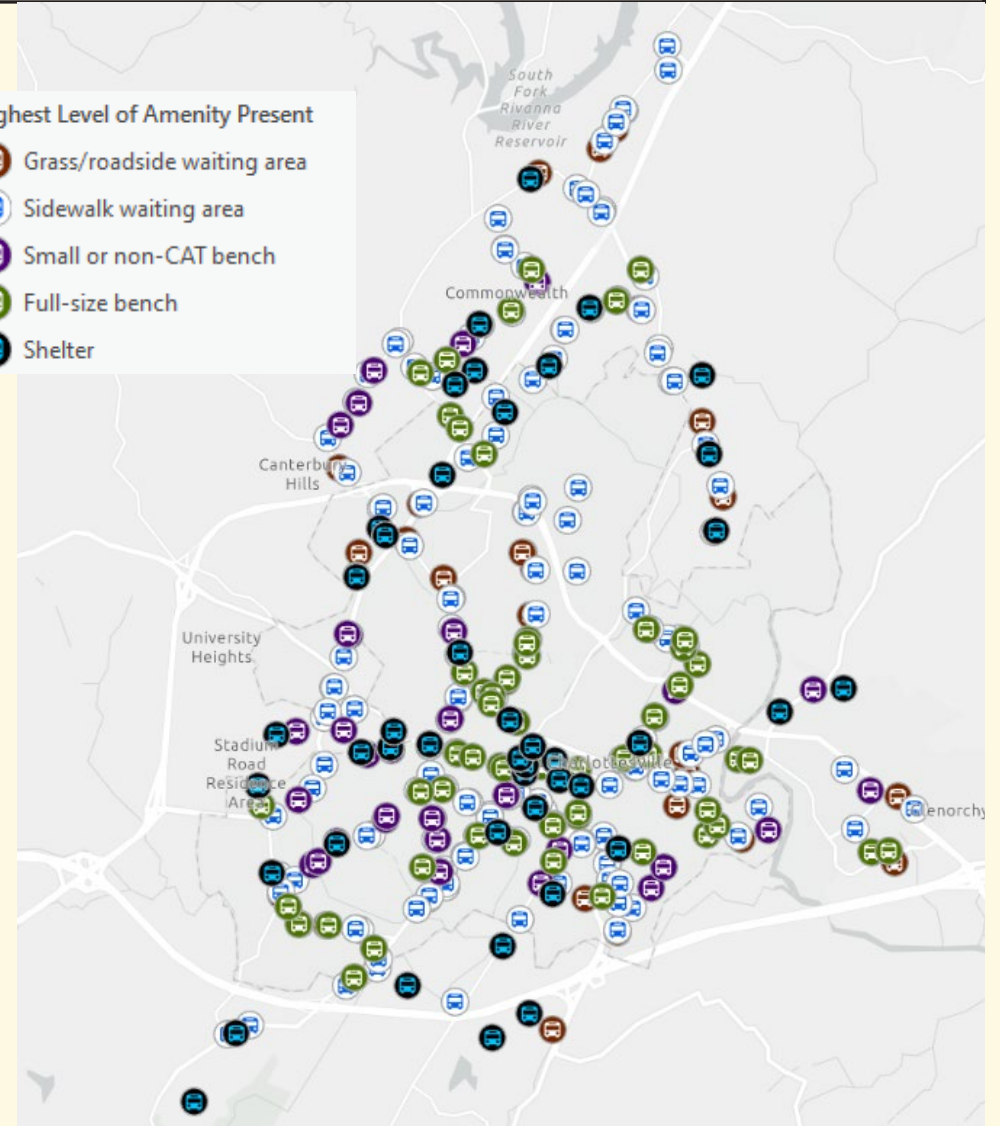 South
Fork
Rivanna
River
Reservoir
ghest Level of Amenity Present
Grass/roadside waiting area
Sidewalk waiting area
Small or non-CAT bench
Full-size bench
Shelter
Commonwealth
Canterbury
Hills
University
Heights
Stadium
Road
Residence
Area
Charlottesville
lenorchy